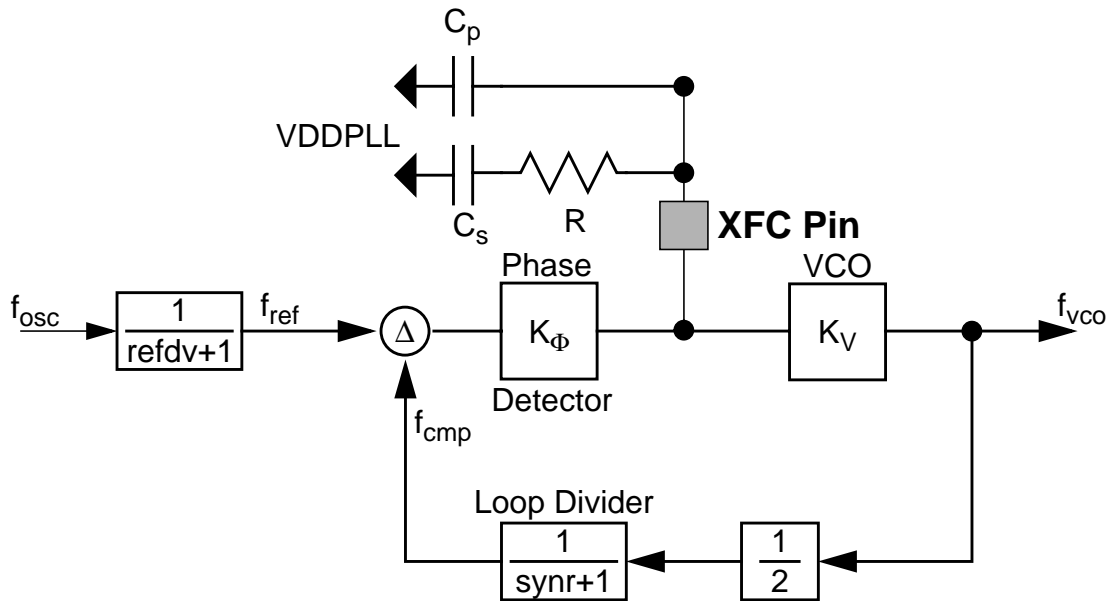 C_p
VDDPLL
C_s
R
XFC Pin
Phase
VCO
f_osc
1
refdv+1
f_ref
Δ
K_Φ
K_V
f_vco
Detector
f_cmp
Loop Divider
1
synr+1
1
2